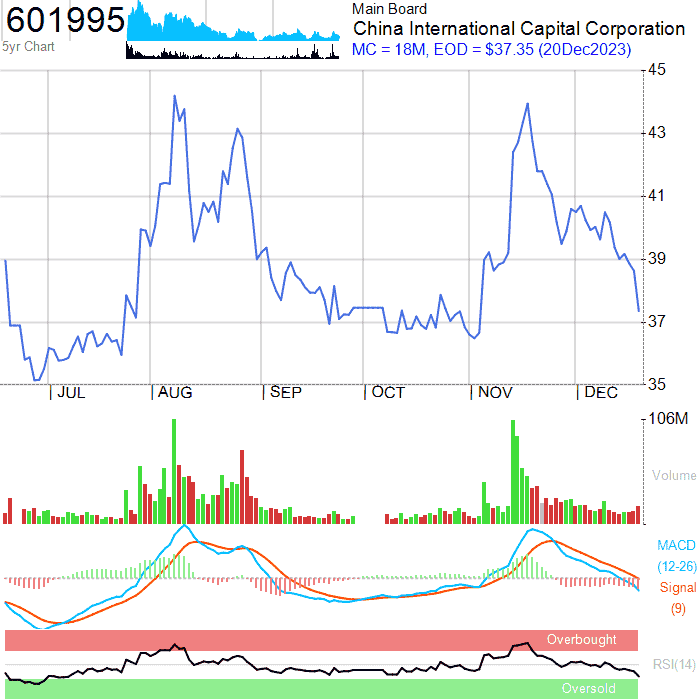 601995
5yr Chart
Main Board
China International Capital Corporation
MC = 18M, EOD = $37.35 (20Dec2023)
45
43
41
39
37
35
JUL AUG SEP OCT NOV DEC
106M
Volume
MACD
(12-26)
Signal
(9)
Overbought
RSI(14)
Oversold